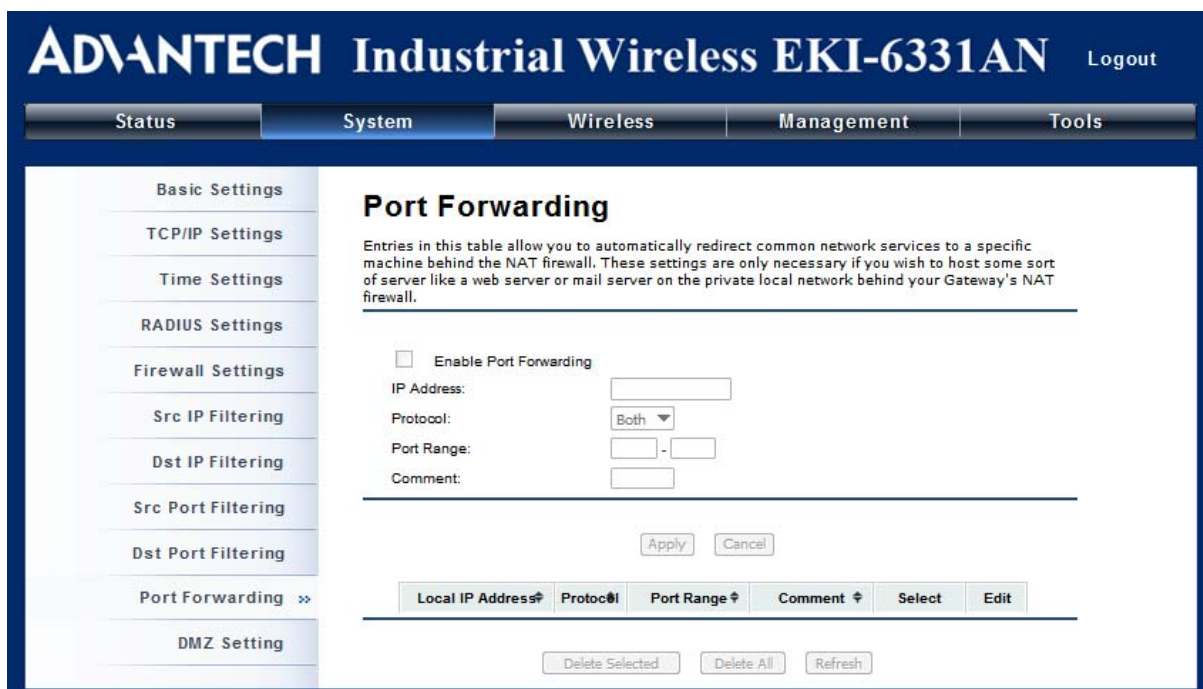 ADVANTECH Industrial Wireless EKI-6331AN Logout
Status System Wireless Management Tools
Basic Settings
TCP/IP Settings
Time Settings
RADIUS Settings
Firewall Settings
Src IP Filtering
Dst IP Filtering
Src Port Filtering
Dst Port Filtering
Port Forwarding »
DMZ Setting
Port Forwarding
Entries in this table allow you to automatically redirect common network services to a specific
machine behind the NAT firewall. These settings are only necessary if you wish to host some sort
of server like a web server or mail server on the private local network behind your Gateway's NAT
firewall.
Enable Port Forwarding
IP Address:
Protocol: Both
Port Range: -
Comment:
Apply Cancel
Local IP Address Protocol Port Range Comment Select Edit
Delete Selected Delete All Refresh